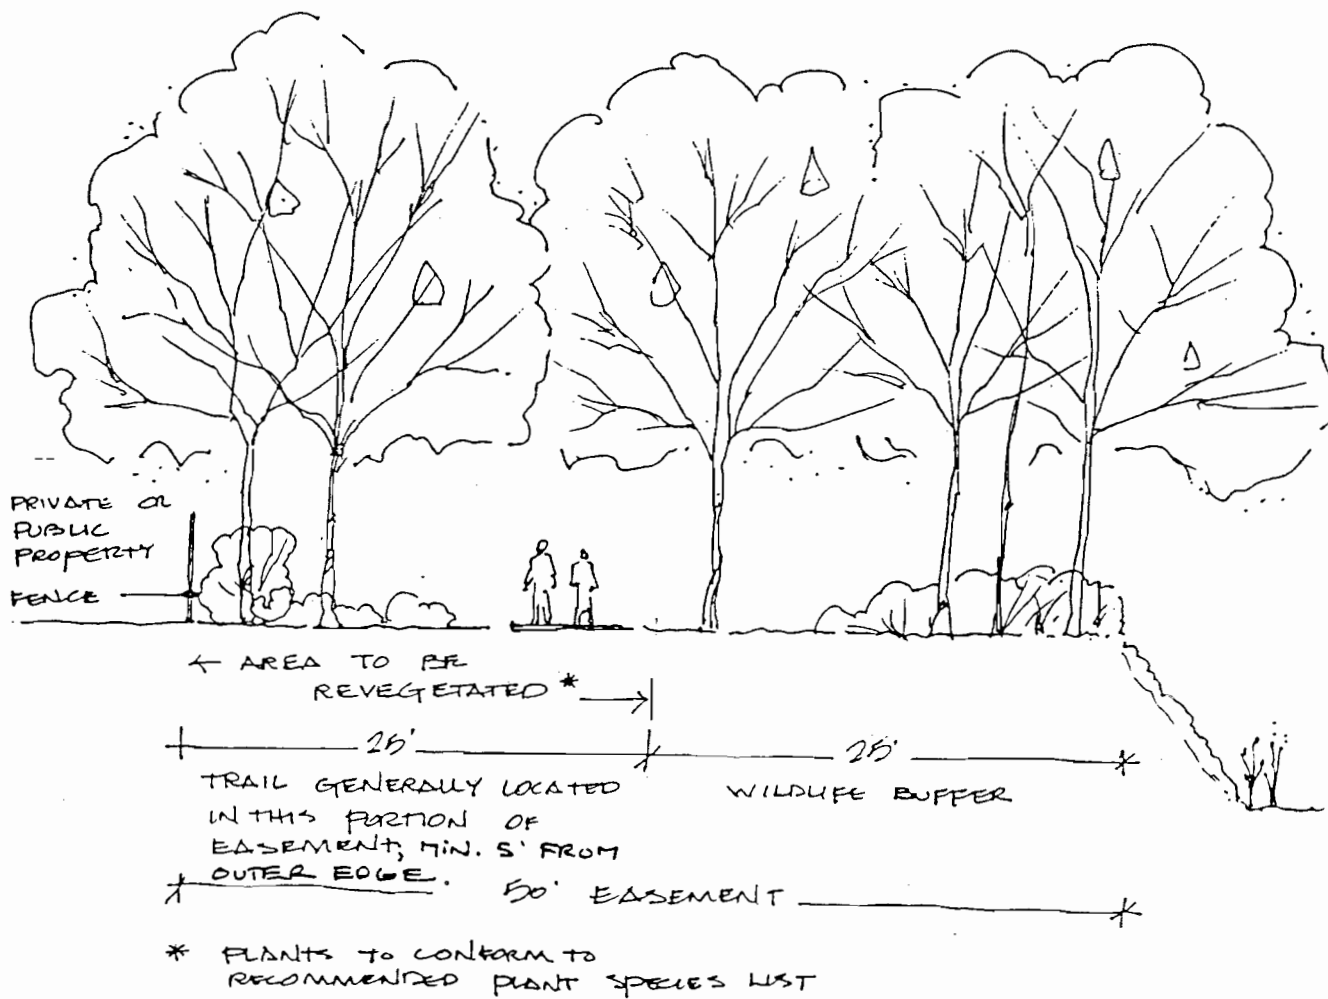 PRIVATE OR
PUBLIC
PROPERTY
FENCE
← AREA TO BE
REVEGETATED * →
25'
25'
TRAIL GENERALLY LOCATED
IN THIS PORTION OF
EASEMENT, MIN. 5' FROM
OUTER EDGE.
WILDLIFE BUFFER
50' EASEMENT
* PLANTS TO CONFORM TO
RECOMMENDED PLANT SPECIES LIST